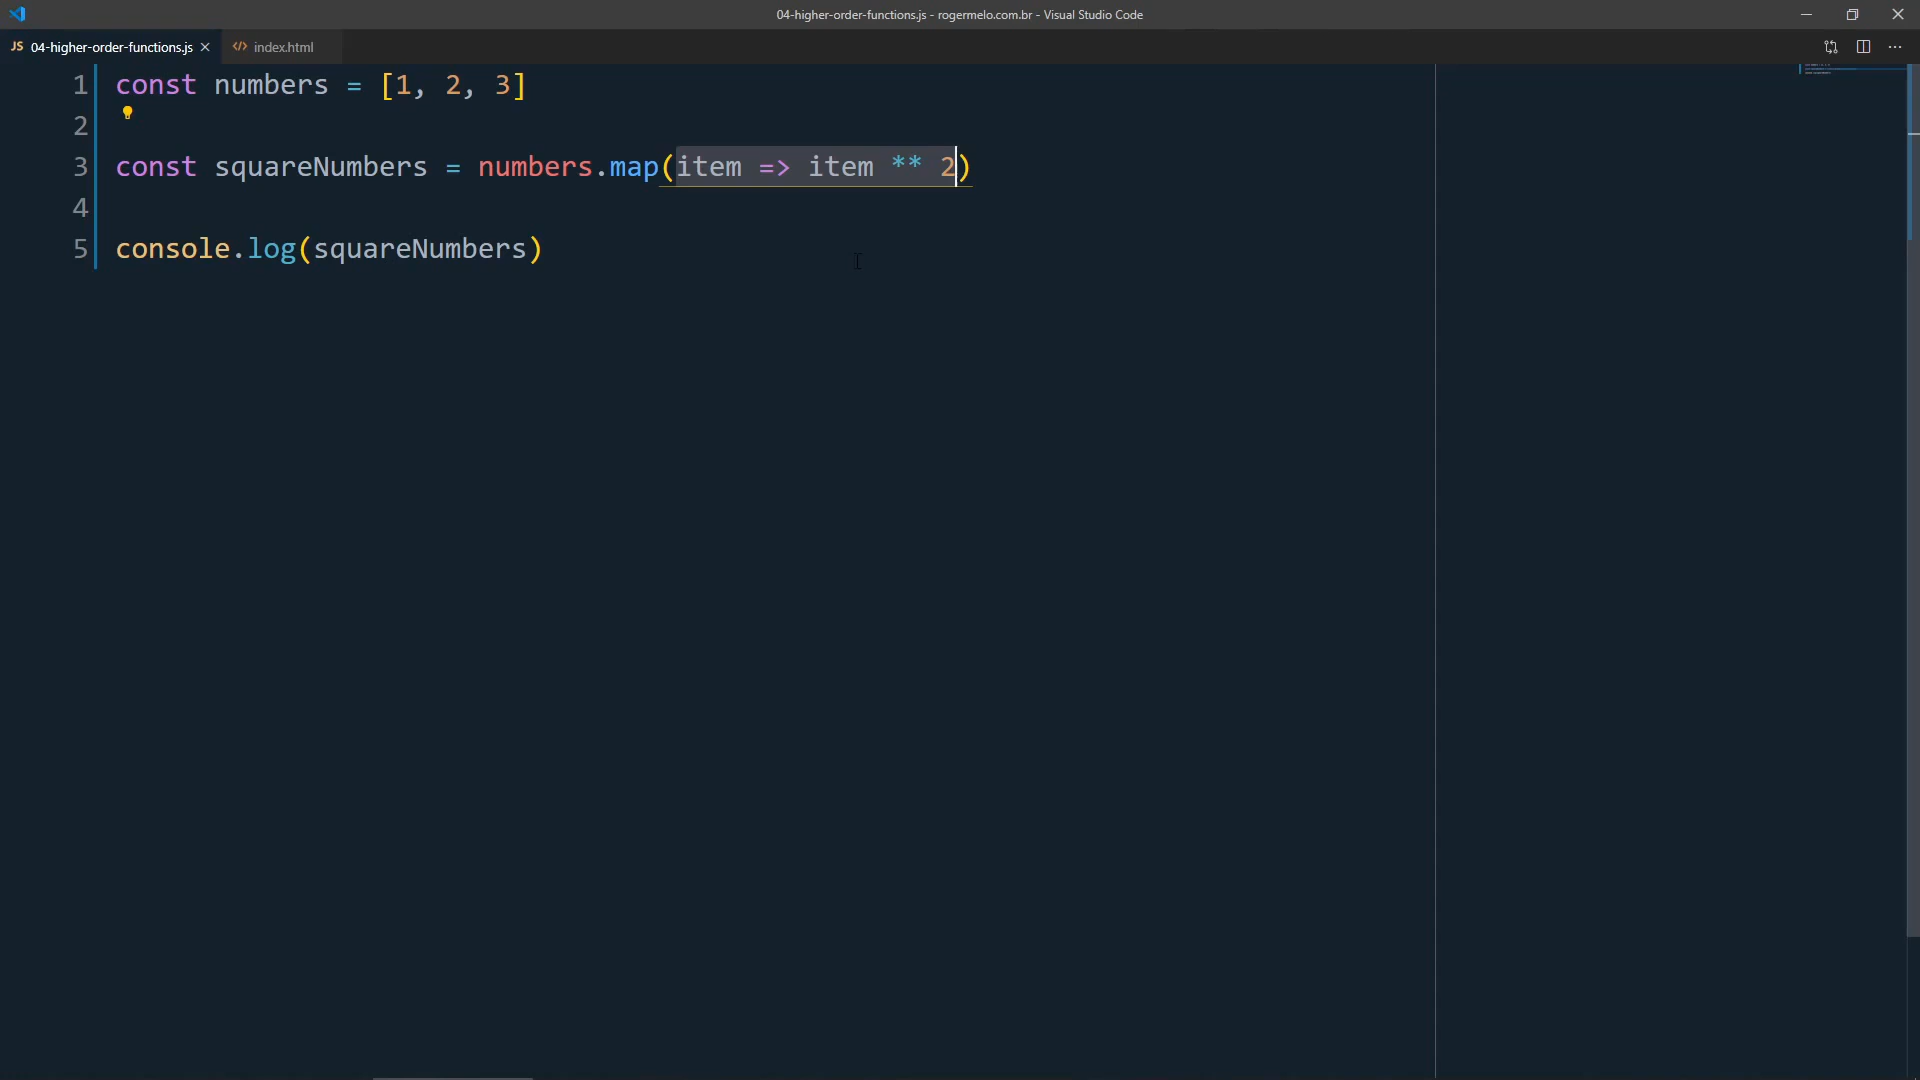 04-higher-order-functions.js - rogermelo.com.br - Visual Studio Code
JS 04-higher-order-functions.js
index.html
1 const numbers = [1, 2, 3]
2
3 const squareNumbers = numbers.map(item => item ** 2)
4
5 console.log(squareNumbers)